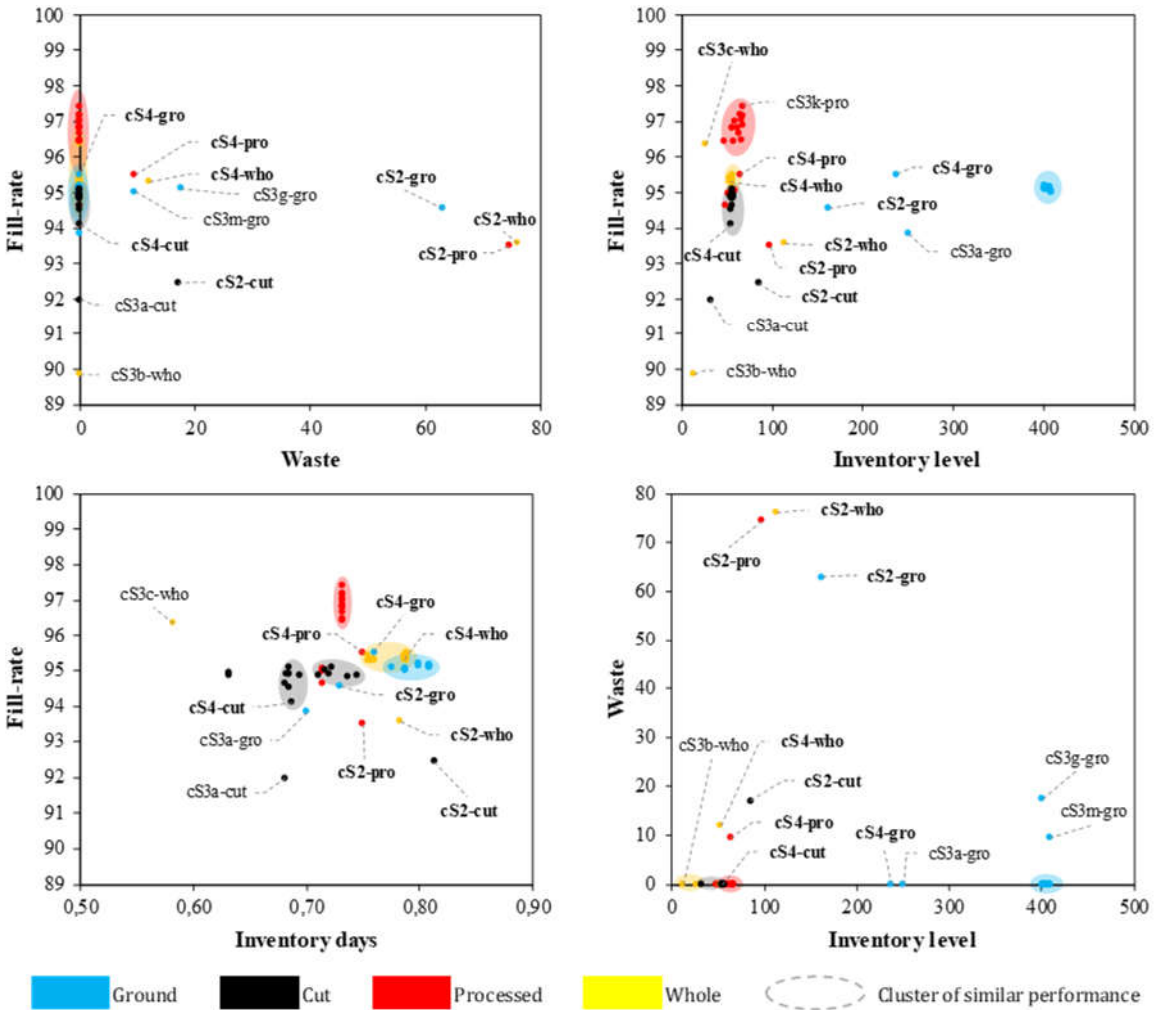 100
99
98
97
96
95
94
93
92
91
90
89
Fill-rate
cS4-gro
cS4-pro
cS4-who
cS3g-gro
cS3m-gro
cS2-gro
cS2-who
cS2-pro
cS4-cut
cS2-cut
cS3a-cut
cS3b-who
0 20 40 60 80
Waste
100
99
98
97
96
95
94
93
92
91
90
89
Fill-rate
cS3c-who
cS3k-pro
cS4-pro
cS4-gro
cS4-who
cS2-gro
cS4-cut
cS2-who
cS3a-gro
cS2-pro
cS2-cut
cS3a-cut
cS3b-who
0 100 200 300 400 500
Inventory level
100
99
98
97
96
95
94
93
92
91
90
89
Fill-rate
cS3c-who
cS4-gro
cS4-pro
cS4-who
cS4-cut
cS2-gro
cS3a-gro
cS2-who
cS2-pro
cS3a-cut
cS2-cut
0,50 0,60 0,70 0,80 0,90
Inventory days
80
70
60
50
40
30
20
10
0
Waste
cS2-who
cS2-pro
cS2-gro
cS3b-who
cS4-who
cS3g-gro
cS2-cut
cS3m-gro
cS4-pro
cS4-gro
cS4-cut
cS3a-gro
0 100 200 300 400 500
Inventory level
Ground Cut Processed Whole Cluster of similar performance